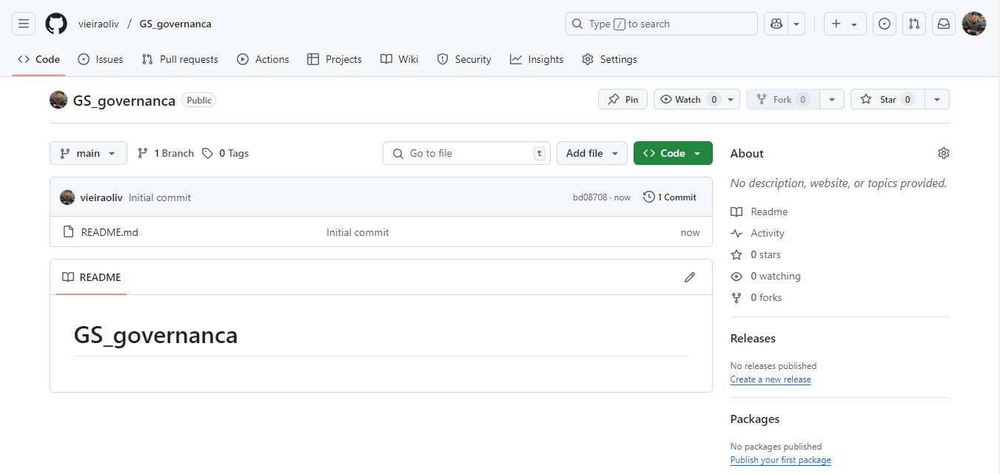 vieiraoliv / GS_governanca
Type / to search
Code Issues Pull requests Actions Projects Wiki Security Insights Settings
GS_governanca Public
Pin Watch 0 Fork 0 Star 0
main 1 Branch 0 Tags
Go to file t Add file Code
vieiraoliv Initial commit bd08708 · now 1 Commit
README.md Initial commit now
README
GS_governanca
About
No description, website, or topics provided.
Readme
Activity
0 stars
0 watching
0 forks
Releases
No releases published
Create a new release
Packages
No packages published
Publish your first package